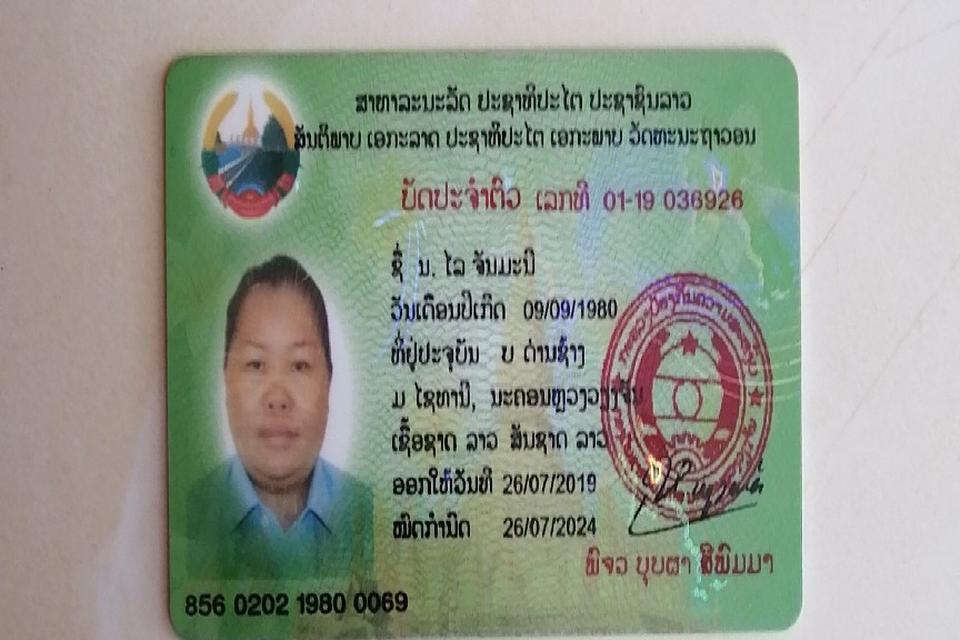 ສາທາລະນະລັດ ປະຊາທິປະໄຕ ປະຊາຊົນລາວ
ສັນຕິພາບ ເອກະລາດ ປະຊາທິປະໄຕ ເອກະພາບ ວັດທະນະຖາວອນ
ບັດປະຈຳຕົວ ເລກທີ 01-19 036926
ຊື່ ນ. ໄລ ຈັນມະນີ
ວັນເດືອນປີເກີດ 09/09/1980
ທີ່ຢູ່ປະຈຸບັນ ບ ດ່ານຊ້າງ
ມ ໄຊທານີ, ນະຄອນຫຼວງວຽງຈັນ
ເຊື້ອຊາດ ລາວ ສັນຊາດ ລາວ
ອອກໃຫ້ວັນທີ 26/07/2019
ໝົດກຳນົດ 26/07/2024
ພົຈວ ບຸບຜາ ສີພົມມາ
856 0202 1980 0069